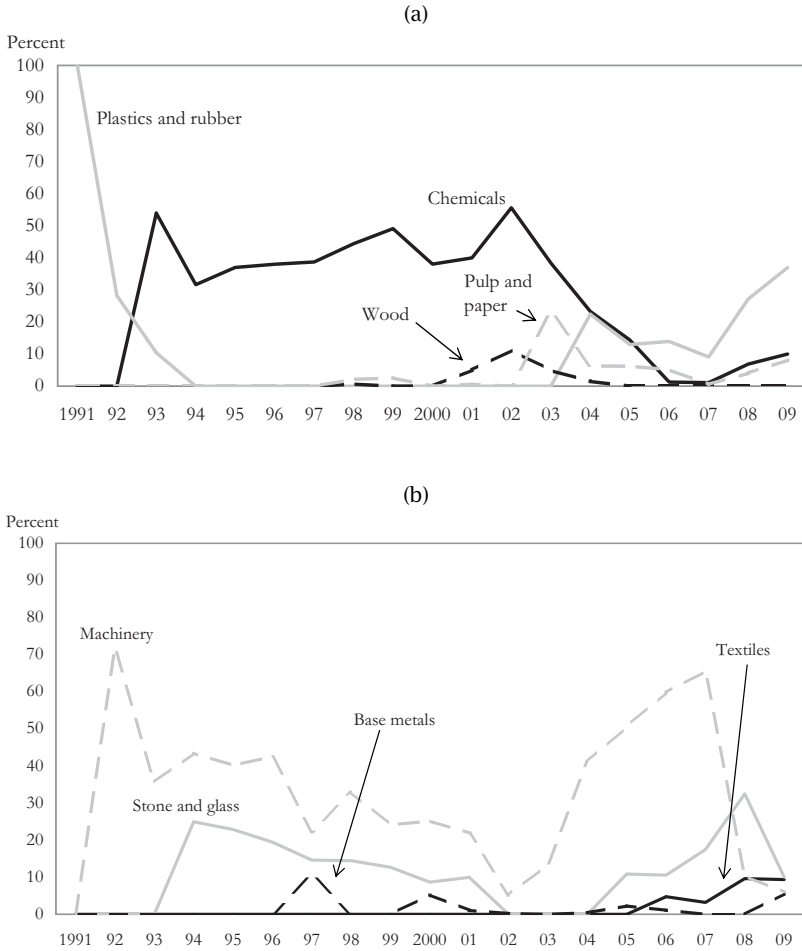 (a)
Percent
100
90
Plastics and rubber
80
70
60
Chemicals
50
40
Pulp and
paper
30
Wood
20
10
0
1991 92 93 94 95 96 97 98 99 2000 01 02 03 04 05 06 07 08 09
(b)
Percent
100
90
80
Machinery
70
Textiles
60
Base metals
50
40
Stone and glass
30
20
10
0
1991 92 93 94 95 96 97 98 99 2000 01 02 03 04 05 06 07 08 09